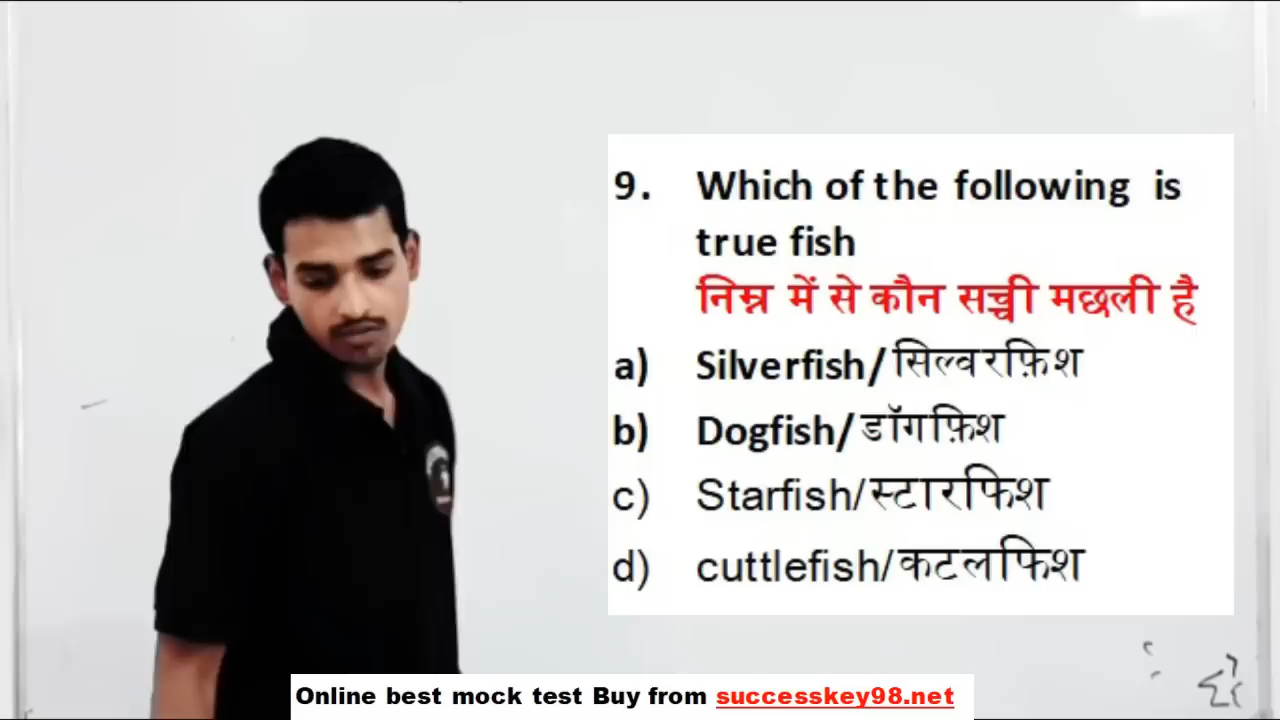 9. Which of the following is
true fish
निम्न में से कौन सच्ची मछली है
a) Silverfish/सिल्वरफ़िश
b) Dogfish/डॉगफ़िश
c) Starfish/स्टारफिश
d) cuttlefish/कटलफिश
Online best mock test Buy from successkey98.net